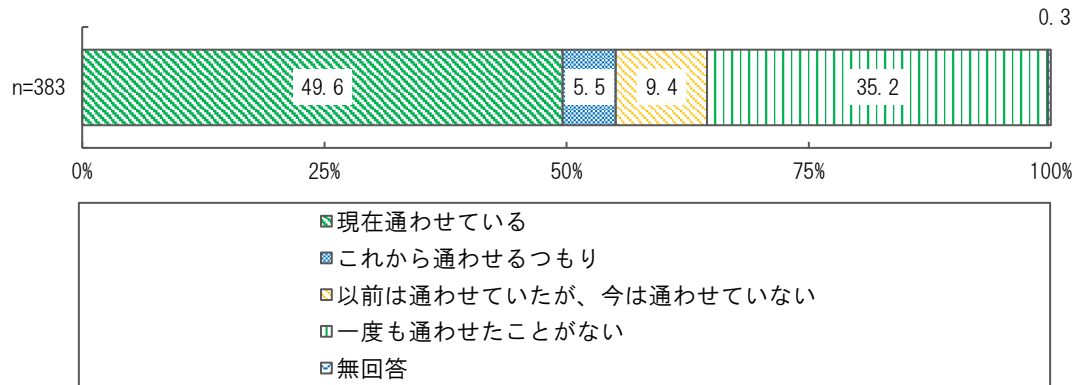 0.3
n=383
49.6
5.5
9.4
35.2
0%
25%
50%
75%
100%
現在通わせている
これから通わせるつもり
以前は通わせていたが、今は通わせていない
一度も通わせたことがない
無回答